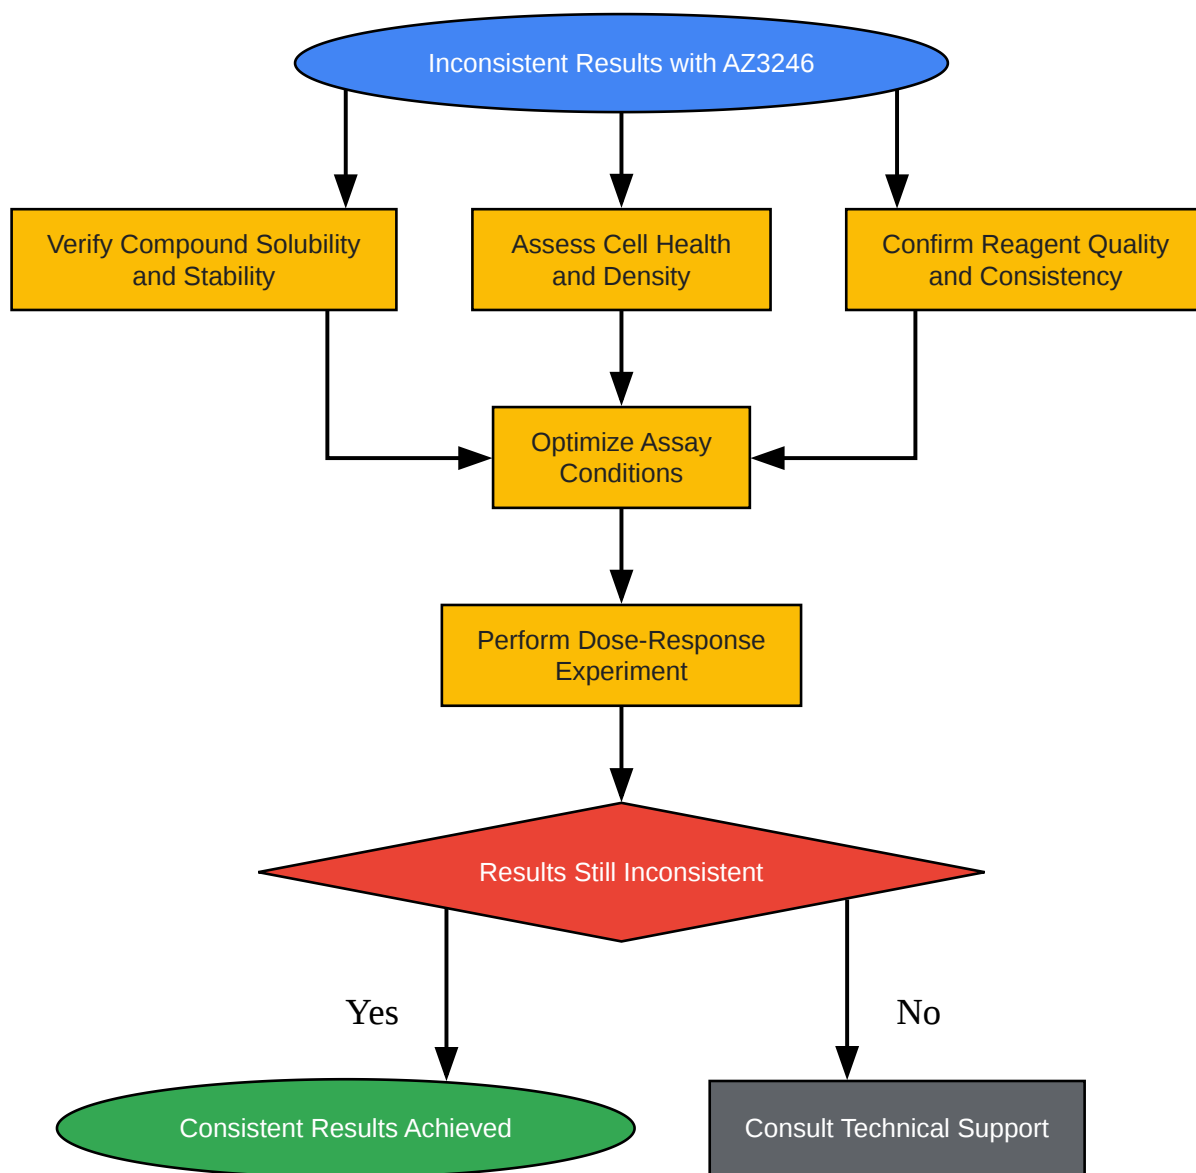 Inconsistent Results with AZ3246
Verify Compound Solubility
and Stability
Assess Cell Health
and Density
Confirm Reagent Quality
and Consistency
Optimize Assay
Conditions
Perform Dose-Response
Experiment
Results Still Inconsistent
Yes
No
Consistent Results Achieved
Consult Technical Support